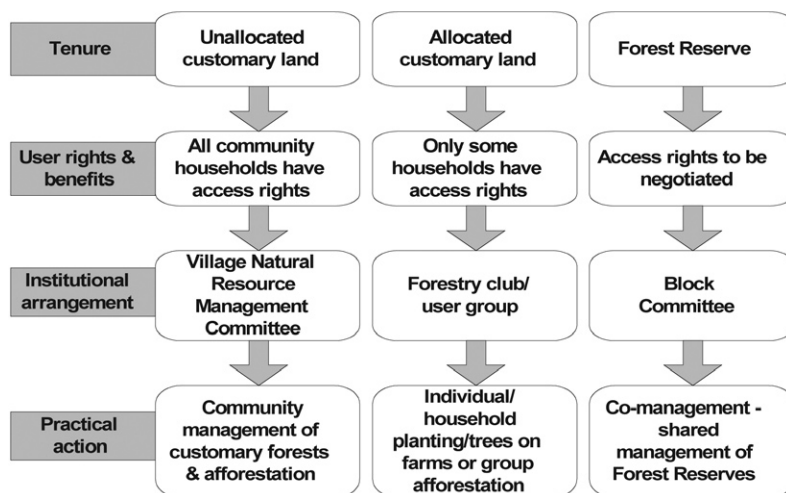 Tenure
Unallocated
customary land
Allocated
customary land
Forest Reserve
User rights &
benefits
All community
households have
access rights
Only some
households have
access rights
Access rights to be
negotiated
Institutional
arrangement
Village Natural
Resource
Management
Committee
Forestry club/
user group
Block
Committee
Practical
action
Community
management of
customary forests
& afforestation
Individual/
household
planting/trees on
farms or group
afforestation
Co-management -
shared
management of
Forest Reserves